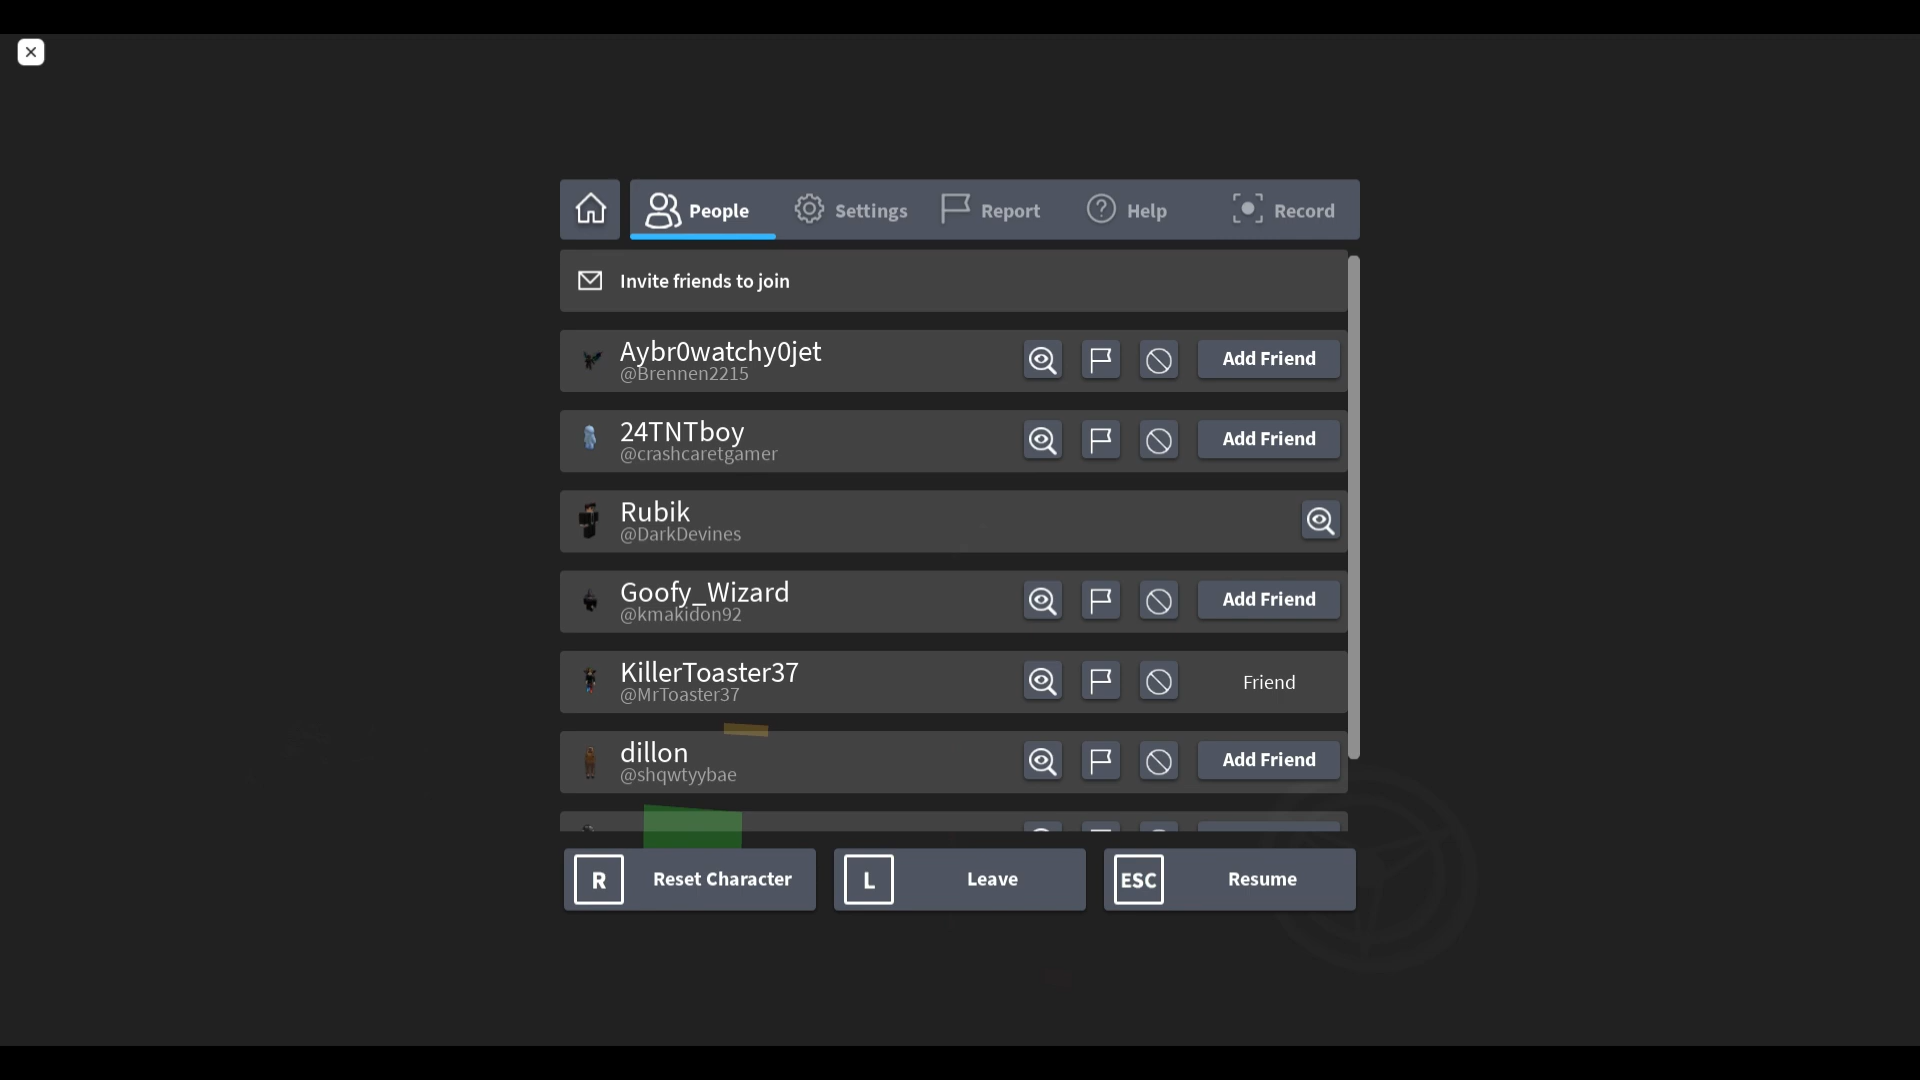 People
Settings
Report
Help
Record
Invite friends to join
Aybr0watchy0jet
@Brennen2215
Add Friend
24TNTboy
@crashcaretgamer
Add Friend
Rubik
@DarkDevines
Goofy_Wizard
@kmakidon92
Add Friend
KillerToaster37
@MrToaster37
Friend
dillon
@shqwtyybae
Add Friend
R Reset Character
L Leave
ESC Resume